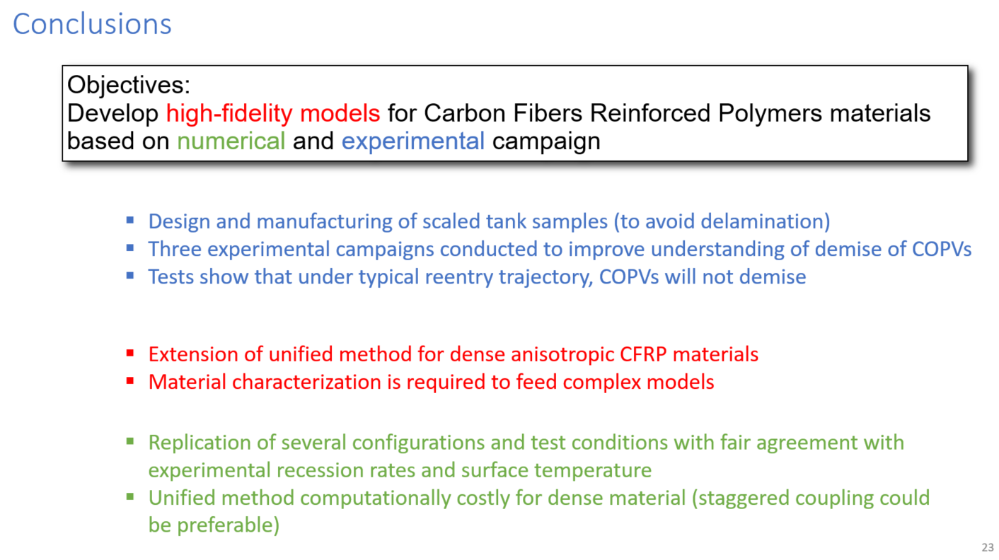 Conclusions
Objectives:
Develop high-fidelity models for Carbon Fibers Reinforced Polymers materials
based on numerical and experimental campaign
▪ Design and manufacturing of scaled tank samples (to avoid delamination)
▪ Three experimental campaigns conducted to improve understanding of demise of COPVs
▪ Tests show that under typical reentry trajectory, COPVs will not demise
▪ Extension of unified method for dense anisotropic CFRP materials
▪ Material characterization is required to feed complex models
▪ Replication of several configurations and test conditions with fair agreement with
experimental recession rates and surface temperature
▪ Unified method computationally costly for dense material (staggered coupling could
be preferable)
23